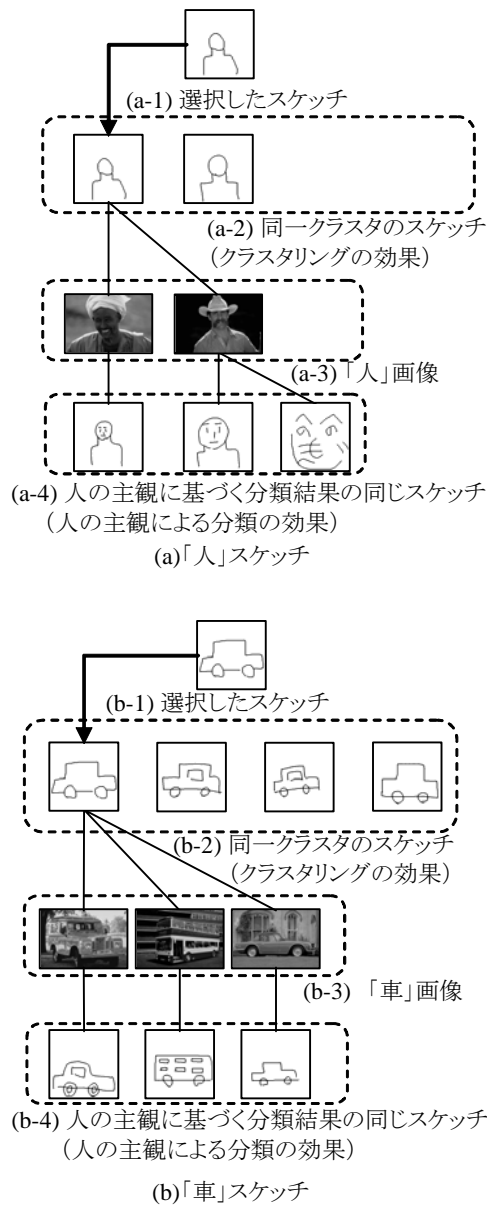 (a-1) 選択したスケッチ
(a-2) 同一クラスタのスケッチ
(クラスタリングの効果)
(a-3)「人」画像
(a-4) 人の主観に基づく分類結果の同じスケッチ
(人の主観による分類の効果)
(a)「人」スケッチ
(b-1) 選択したスケッチ
(b-2) 同一クラスタのスケッチ
(クラスタリングの効果)
(b-3) 「車」画像
(b-4) 人の主観に基づく分類結果の同じスケッチ
(人の主観による分類の効果)
(b)「車」スケッチ